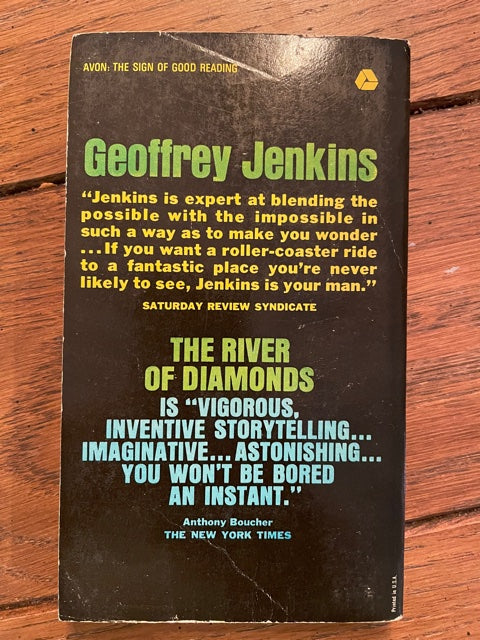 AVON: THE SIGN OF GOOD READING
Geoffrey Jenkins
"Jenkins is expert at blending the
possible with the impossible in
such a way as to make you wonder
...If you want a roller-coaster ride
to a fantastic place you're never
likely to see, Jenkins is your man."
SATURDAY REVIEW SYNDICATE
THE RIVER
OF DIAMONDS
IS "VIGOROUS,
INVENTIVE STORYTELLING...
IMAGINATIVE...ASTONISHING...
YOU WON'T BE BORED
AN INSTANT."
Anthony Boucher
THE NEW YORK TIMES
Printed in U.S.A.